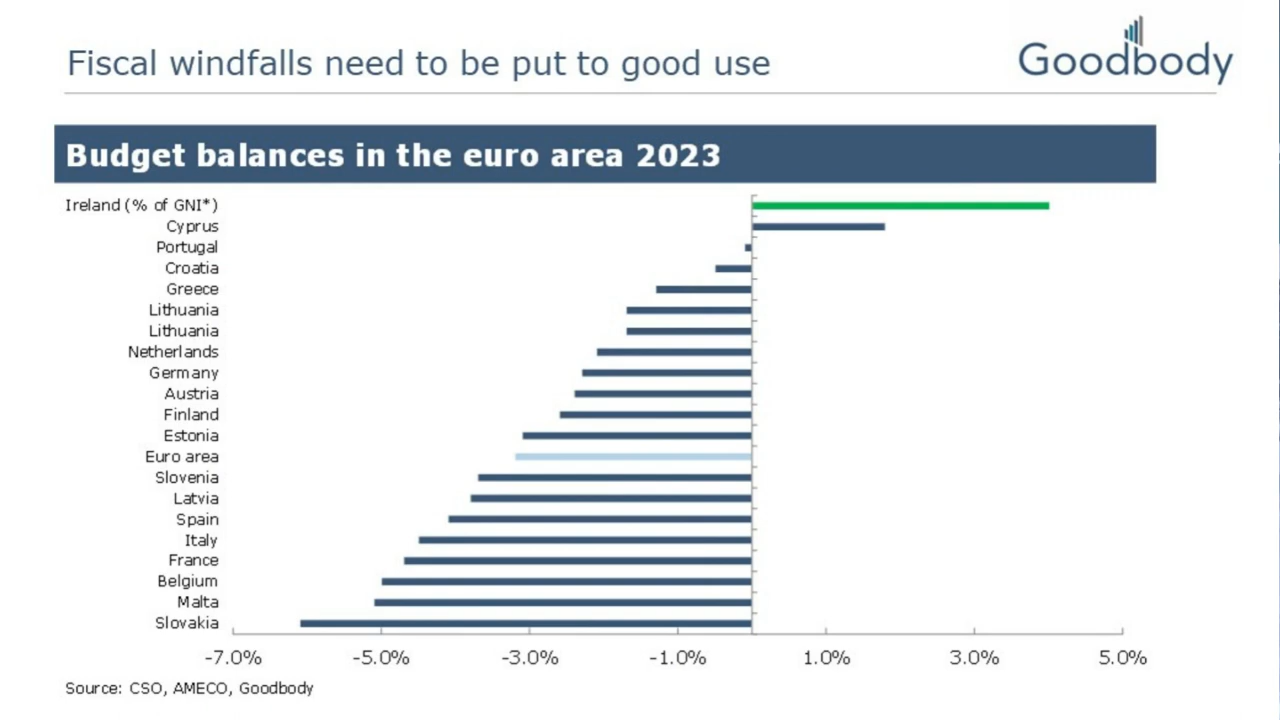 Fiscal windfalls need to be put to good use
Goodbody
Budget balances in the euro area 2023
Ireland (% of GNI*)
Cyprus
Portugal
Croatia
Greece
Lithuania
Lithuania
Netherlands
Germany
Austria
Finland
Estonia
Euro area
Slovenia
Latvia
Spain
Italy
France
Belgium
Malta
Slovakia
-7.0% -5.0% -3.0% -1.0% 1.0% 3.0% 5.0%
Source: CSO, AMECO, Goodbody